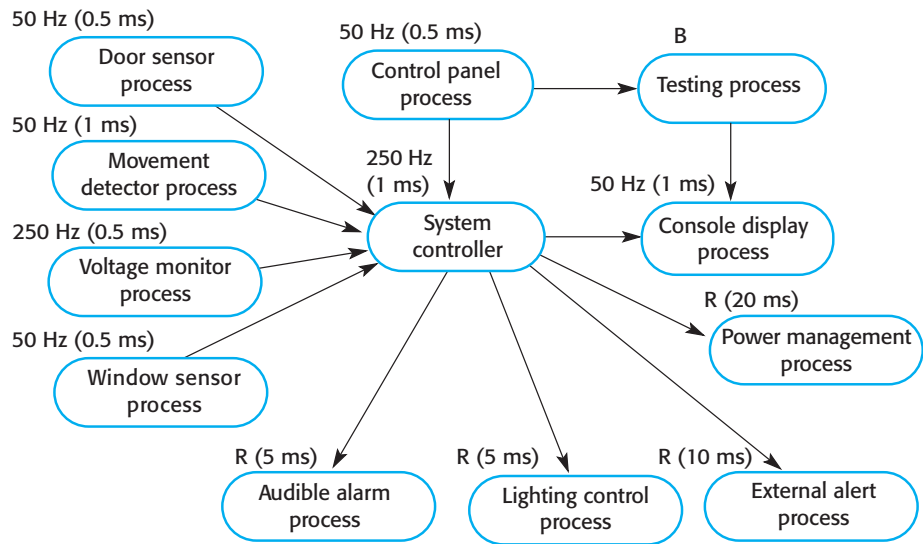 50 Hz (0.5 ms)
Door sensor
process
50 Hz (0.5 ms)
Control panel
process
B
Testing process
50 Hz (1 ms)
Movement
detector process
250 Hz
(1 ms)
System
controller
50 Hz (1 ms)
Console display
process
250 Hz (0.5 ms)
Voltage monitor
process
R (20 ms)
Power management
process
50 Hz (0.5 ms)
Window sensor
process
R (5 ms)
Audible alarm
process
R (5 ms)
Lighting control
process
R (10 ms)
External alert
process